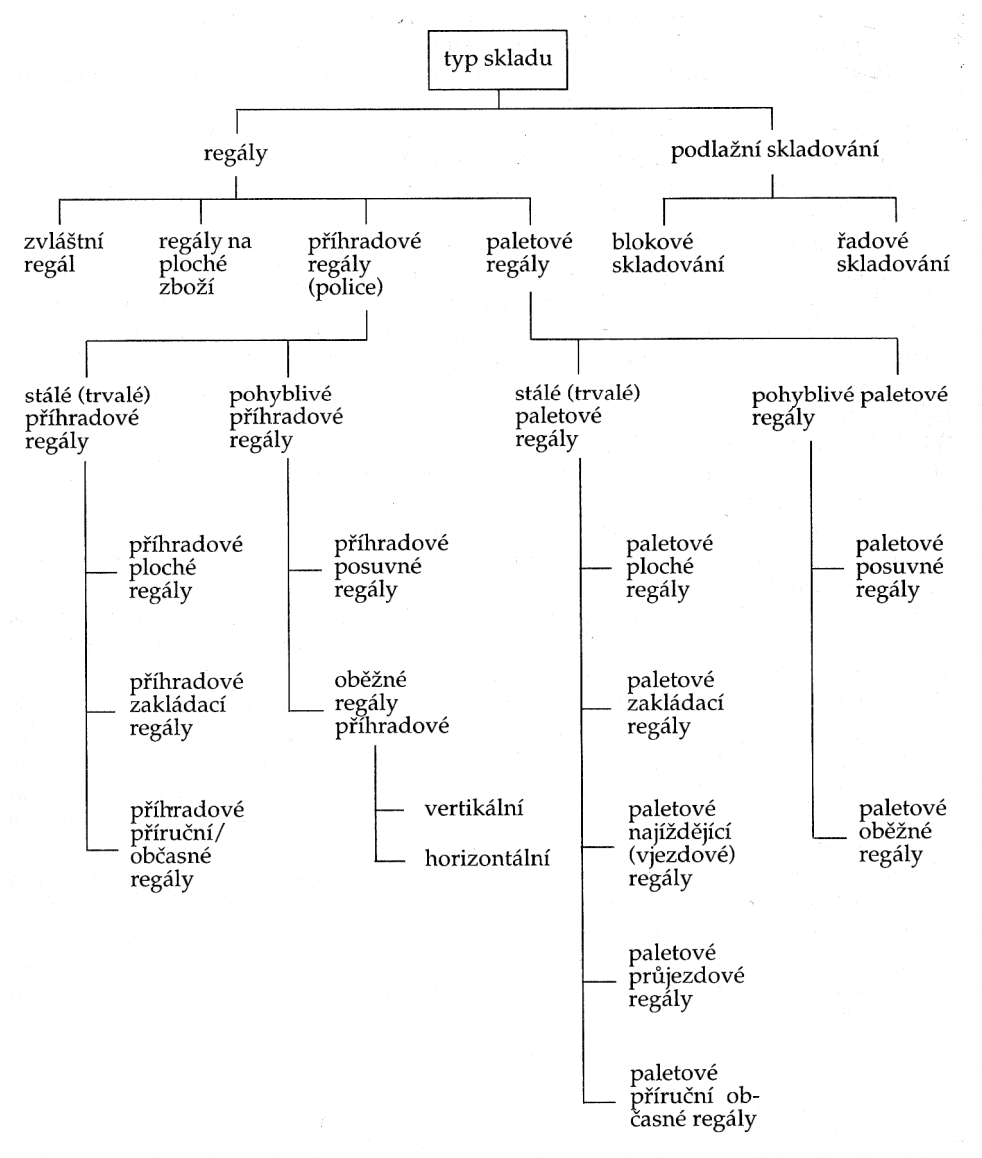 typ skladu
regály
podlažní skladování
zvláštní
regál
regály na
ploché
zboží
příhradové
regály
(police)
paletové
regály
blokové
skladování
řadové
skladování
stálé (trvalé)
příhradové
regály
pohyblivé
příhradové
regály
stálé (trvalé)
paletové
regály
pohyblivé paletové
regály
příhradové
ploché
regály
příhradové
posuvné
regály
paletové
ploché
regály
paletové
posuvné
regály
příhradové
zakládací
regály
oběžné
regály
příhradové
paletové
zakládací
regály
příhradové
příruční/
občasné
regály
vertikální
horizontální
paletové
najíždějící
(vjezdové)
regály
paletové
oběžné
regály
paletové
průjezdové
regály
paletové
příruční ob-
časné regály